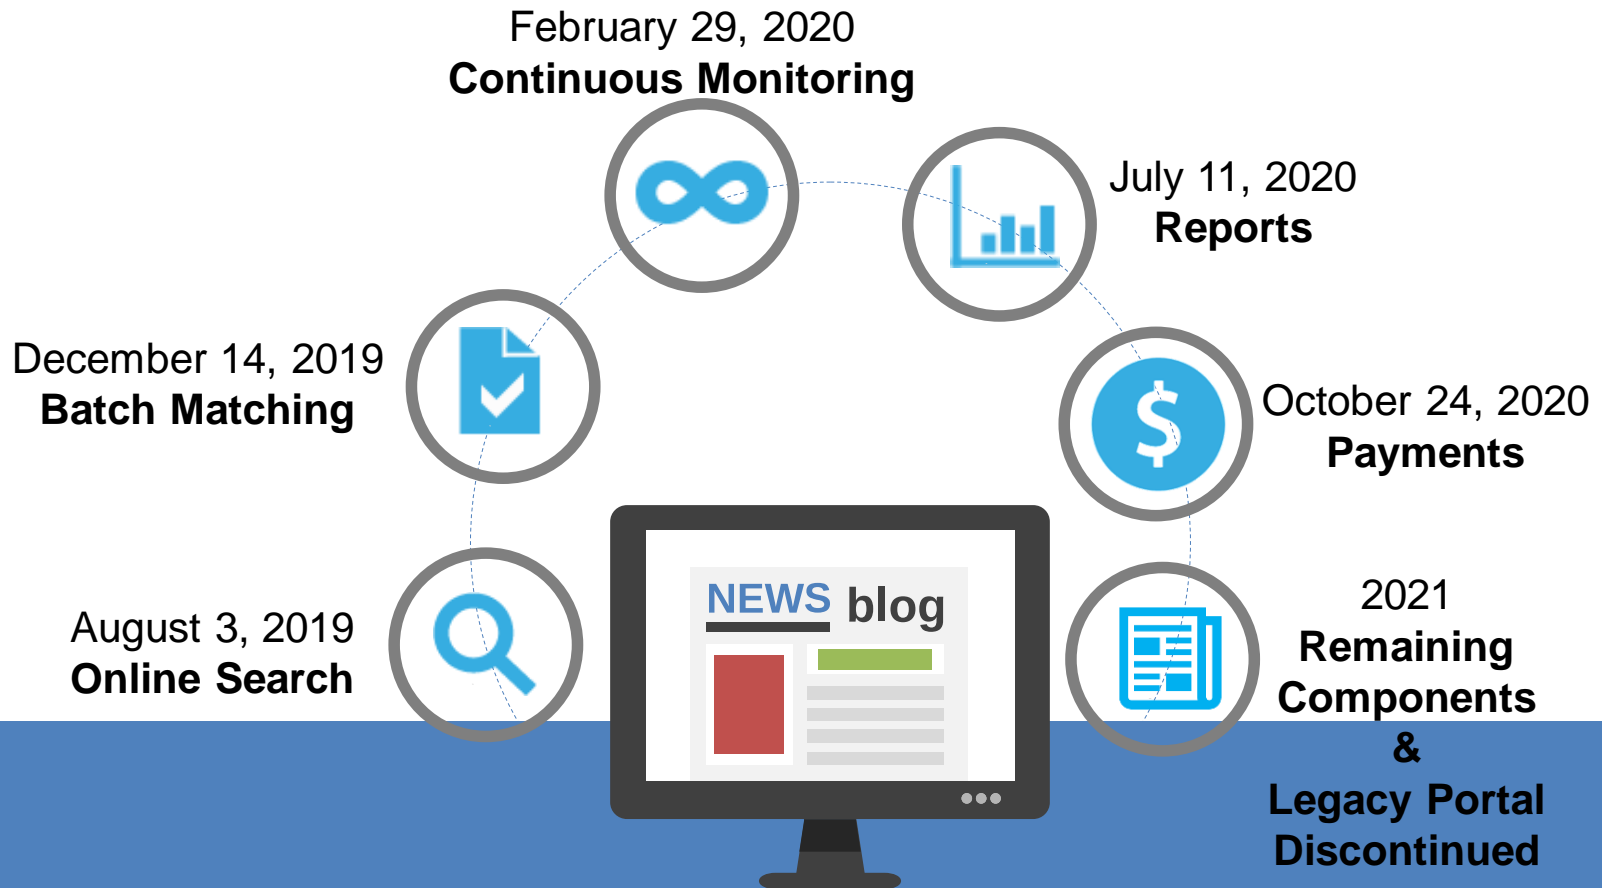 February 29, 2020
Continuous Monitoring
July 11, 2020
Reports
December 14, 2019
Batch Matching
October 24, 2020
Payments
August 3, 2019
Online Search
2021
Remaining
Components
&
Legacy Portal
Discontinued
NEWS blog
$